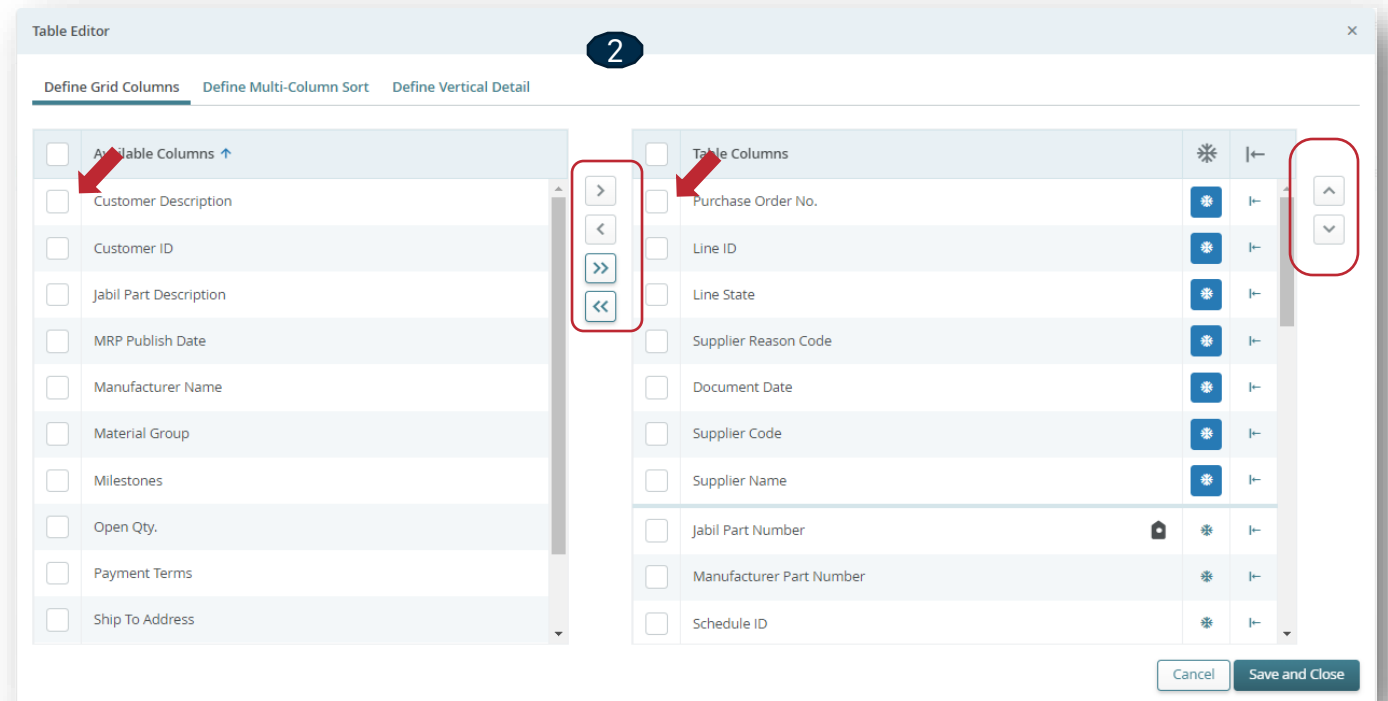 Table Editor
2
Define Grid Columns Define Multi-Column Sort Define Vertical Detail
Available Columns
Customer Description
Customer ID
Jabil Part Description
MRP Publish Date
Manufacturer Name
Material Group
Milestones
Open Qty.
Payment Terms
Ship To Address
Table Columns
Purchase Order No.
Line ID
Line State
Supplier Reason Code
Document Date
Supplier Code
Supplier Name
Jabil Part Number
Manufacturer Part Number
Schedule ID
Cancel Save and Close